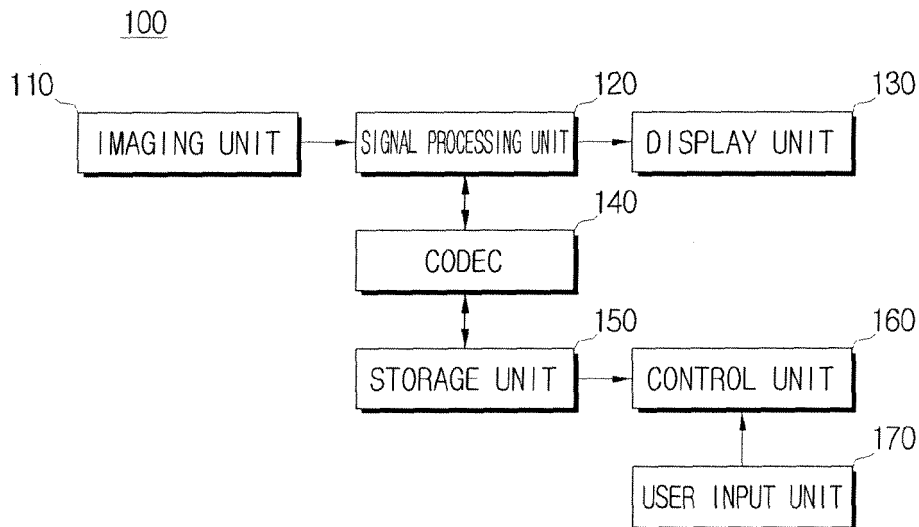 100
110
120
130
IMAGING UNIT
SIGNAL PROCESSING UNIT
DISPLAY UNIT
140
CODEC
150
160
STORAGE UNIT
CONTROL UNIT
170
USER INPUT UNIT